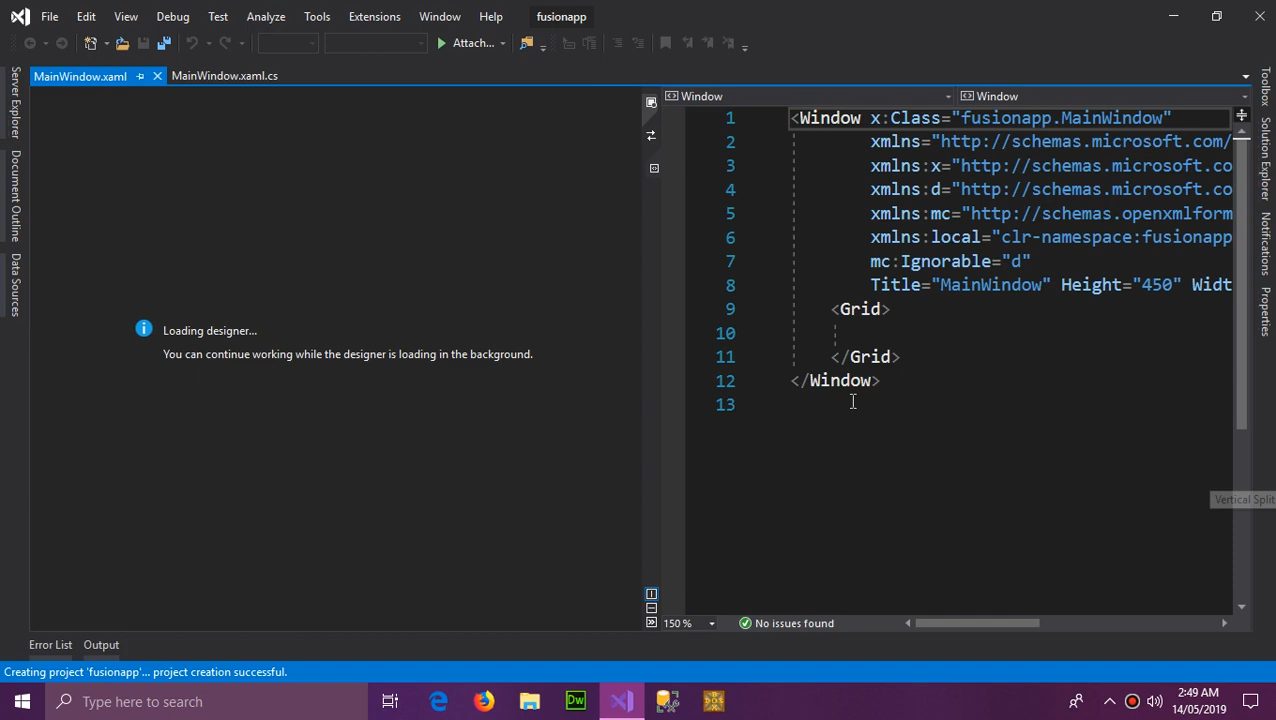 File Edit View Debug Test Analyze Tools Extensions Window Help fusionapp
Attach...
MainWindow.xaml MainWindow.xaml.cs
Server Explorer
Document Outline
Data Sources
Loading designer...
You can continue working while the designer is loading in the background.
Window Window
1 <Window x:Class="fusionapp.MainWindow"
2 xmlns="http://schemas.microsoft.com/
3 xmlns:x="http://schemas.microsoft.co
4 xmlns:d="http://schemas.microsoft.co
5 xmlns:mc="http://schemas.openxmlform
6 xmlns:local="clr-namespace:fusionapp
7 mc:Ignorable="d"
8 Title="MainWindow" Height="450" Widt
9 <Grid>
10
11 </Grid>
12 </Window>
13
Toolbox
Solution Explorer
Notifications
Properties
Vertical Split
150 % No issues found
Error List Output
Creating project 'fusionapp'... project creation successful.
Type here to search
Dw
2:49 AM
14/05/2019